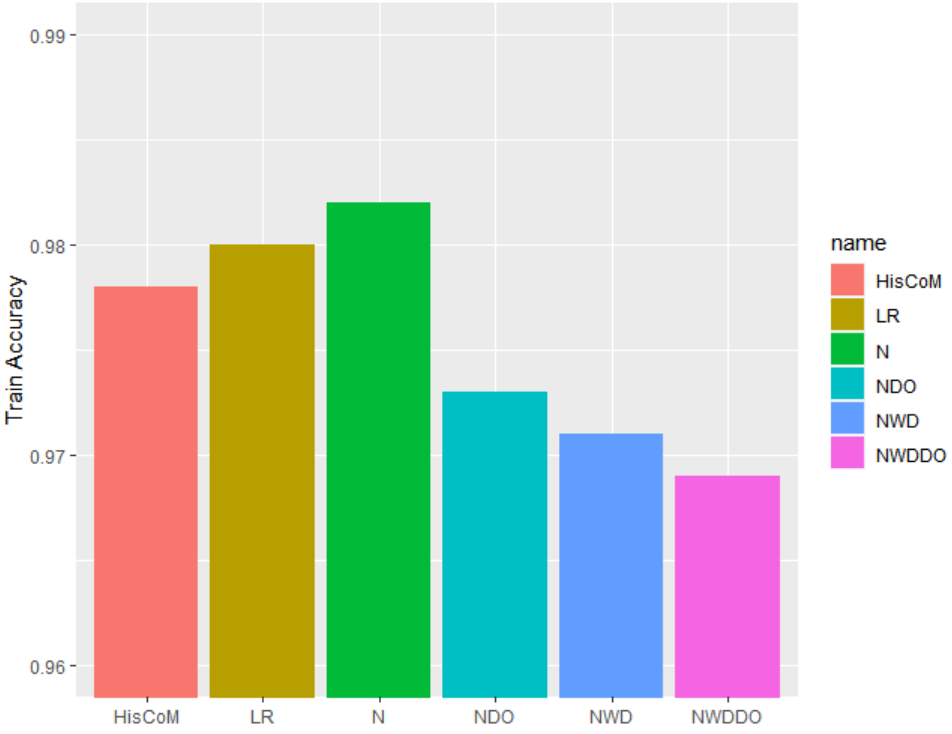 0.99
0.98
0.97
0.96
Train Accuracy
HisCoM
LR
N
NDO
NWD
NWDDO
name
HisCoM
LR
N
NDO
NWD
NWDDO